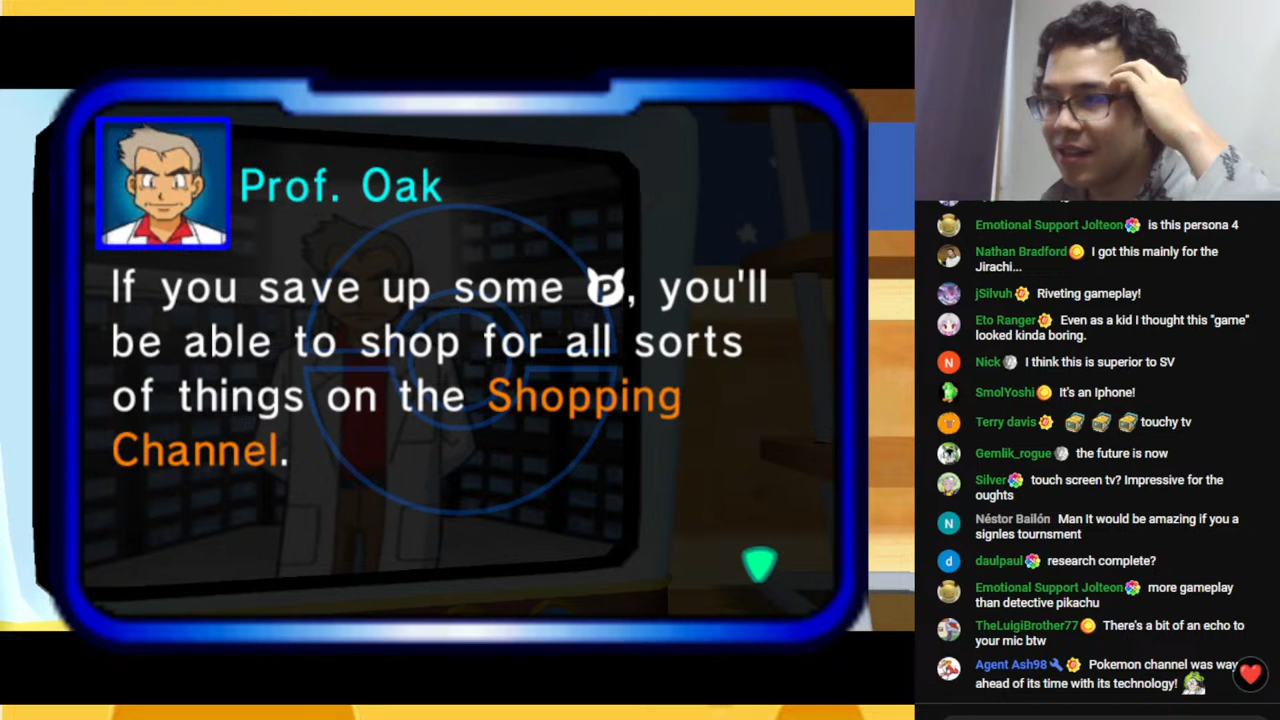 Prof. Oak
If you save up some P, you'll
be able to shop for all sorts
of things on the Shopping
Channel.
Emotional Support Jolteon is this persona 4
Nathan Bradford I got this mainly for the
Jirachi...
jSilvuh Riveting gameplay!
Eto Ranger Even as a kid I thought this "game"
looked kinda boring.
N
Nick I think this is superior to SV
SmolYoshi It's an Iphone!
Terry davis touchy tv
Gemlik_rogue the future is now
Silver touch screen tv? Impressive for the
oughts
N
Néstor Bailón Man It would be amazing if you a
signles tournsment
d
daulpaul research complete?
Emotional Support Jolteon more gameplay
than detective pikachu
TheLuigiBrother77 There's a bit of an echo to
your mic btw
Agent Ash98 Pokemon channel was way
ahead of its time with its technology!